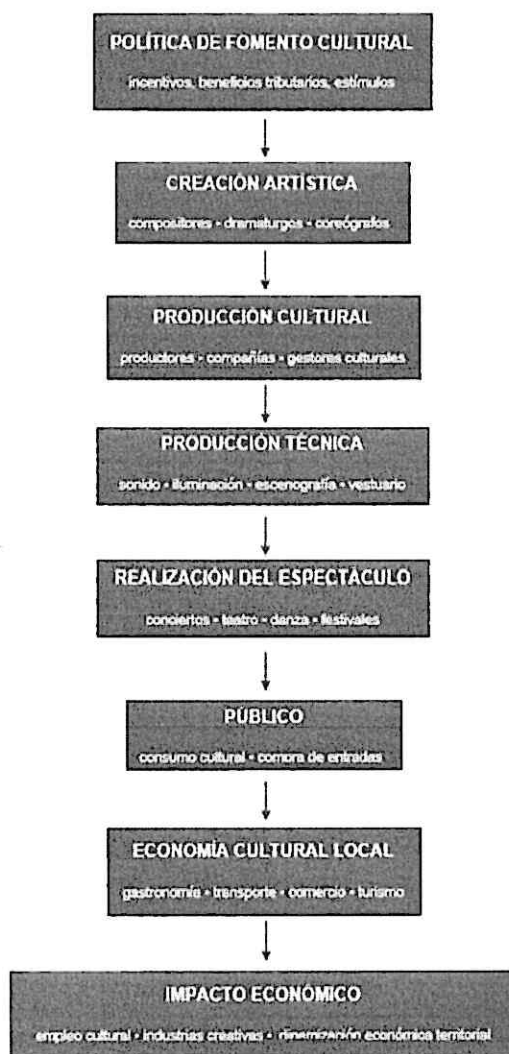 POLÍTICA DE FOMENTO CULTURAL
incentivos, beneficios tributarios, estímulos
CREACIÓN ARTÍSTICA
compositores • dramaturgos • coreógrafos
PRODUCCIÓN CULTURAL
productores • compañías • gestores culturales
PRODUCCIÓN TÉCNICA
sonido • iluminación • escenografía • vestuario
REALIZACIÓN DEL ESPECTÁCULO
conciertos • teatro • danza • festivales
PÚBLICO
consumo cultural • compra de entradas
ECONOMÍA CULTURAL LOCAL
gastronomía • transporte • comercio • turismo
IMPACTO ECONÓMICO
empleo cultural • industrias creativas • dinamización económica territorial